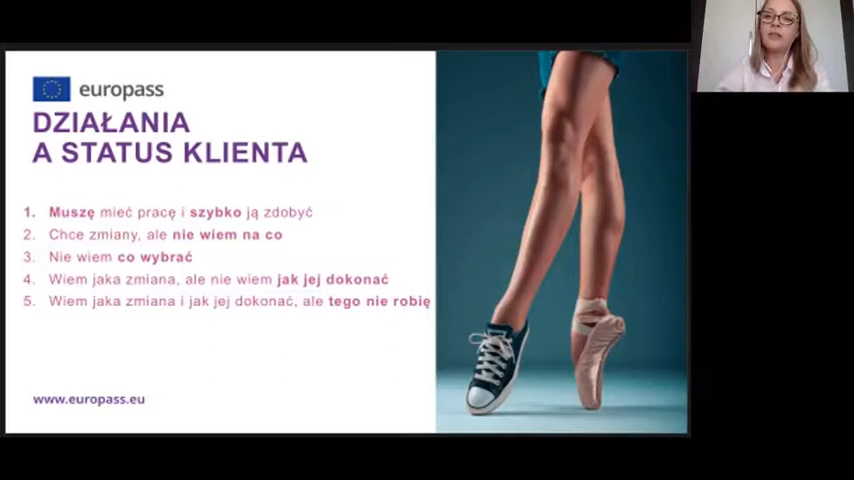 europass
DZIAŁANIA
A STATUS KLIENTA
1. Muszę mieć pracę i szybko ją zdobyć
2. Chce zmiany, ale nie wiem na co
3. Nie wiem co wybrać
4. Wiem jaka zmiana, ale nie wiem jak jej dokonać
5. Wiem jaka zmiana i jak jej dokonać, ale tego nie robię
www.europass.eu